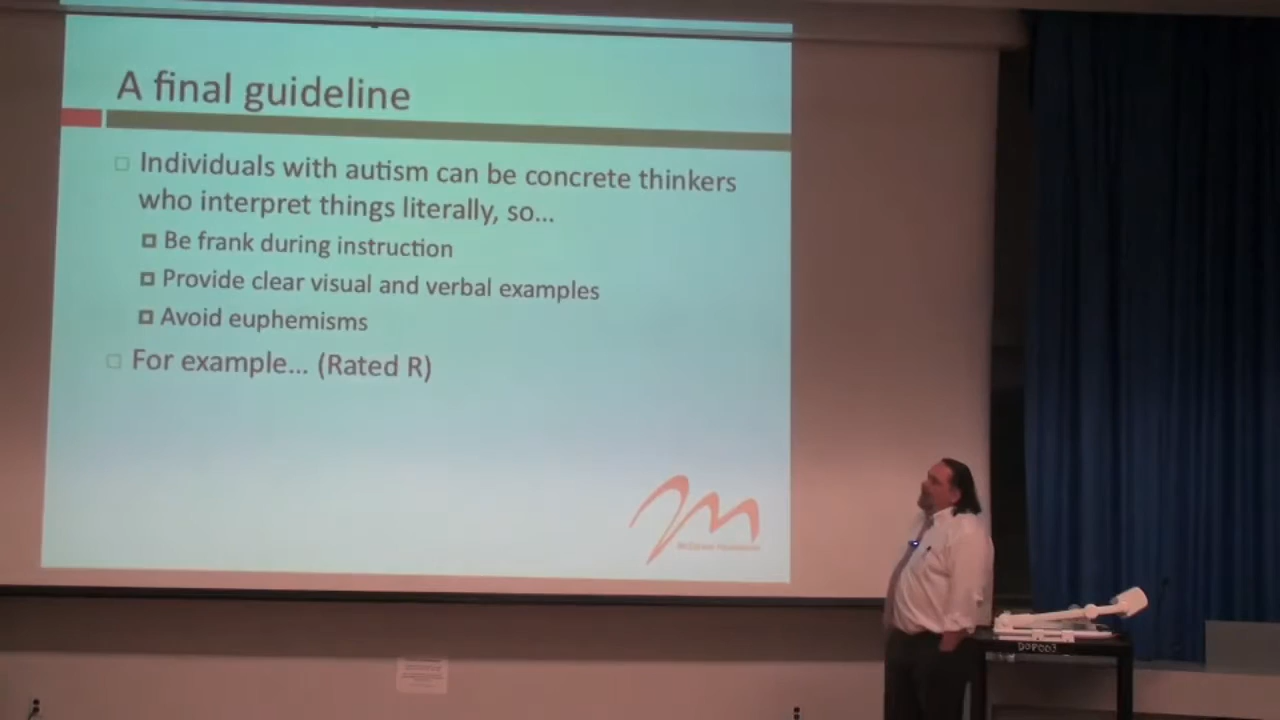 A final guideline
Individuals with autism can be concrete thinkers
who interpret things literally, so...
Be frank during instruction
Provide clear visual and verbal examples
Avoid euphemisms
For example... (Rated R)